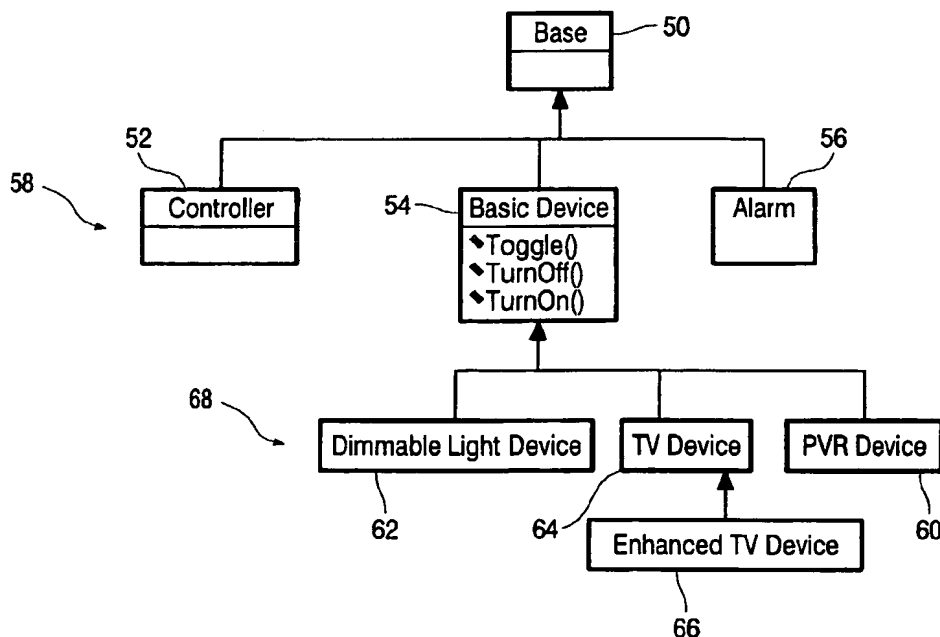 Base
50
52
56
58
Controller
54
Basic Device
Alarm
Toggle()
TurnOff()
TurnOn()
68
Dimmable Light Device
TV Device
PVR Device
62
64
60
Enhanced TV Device
66